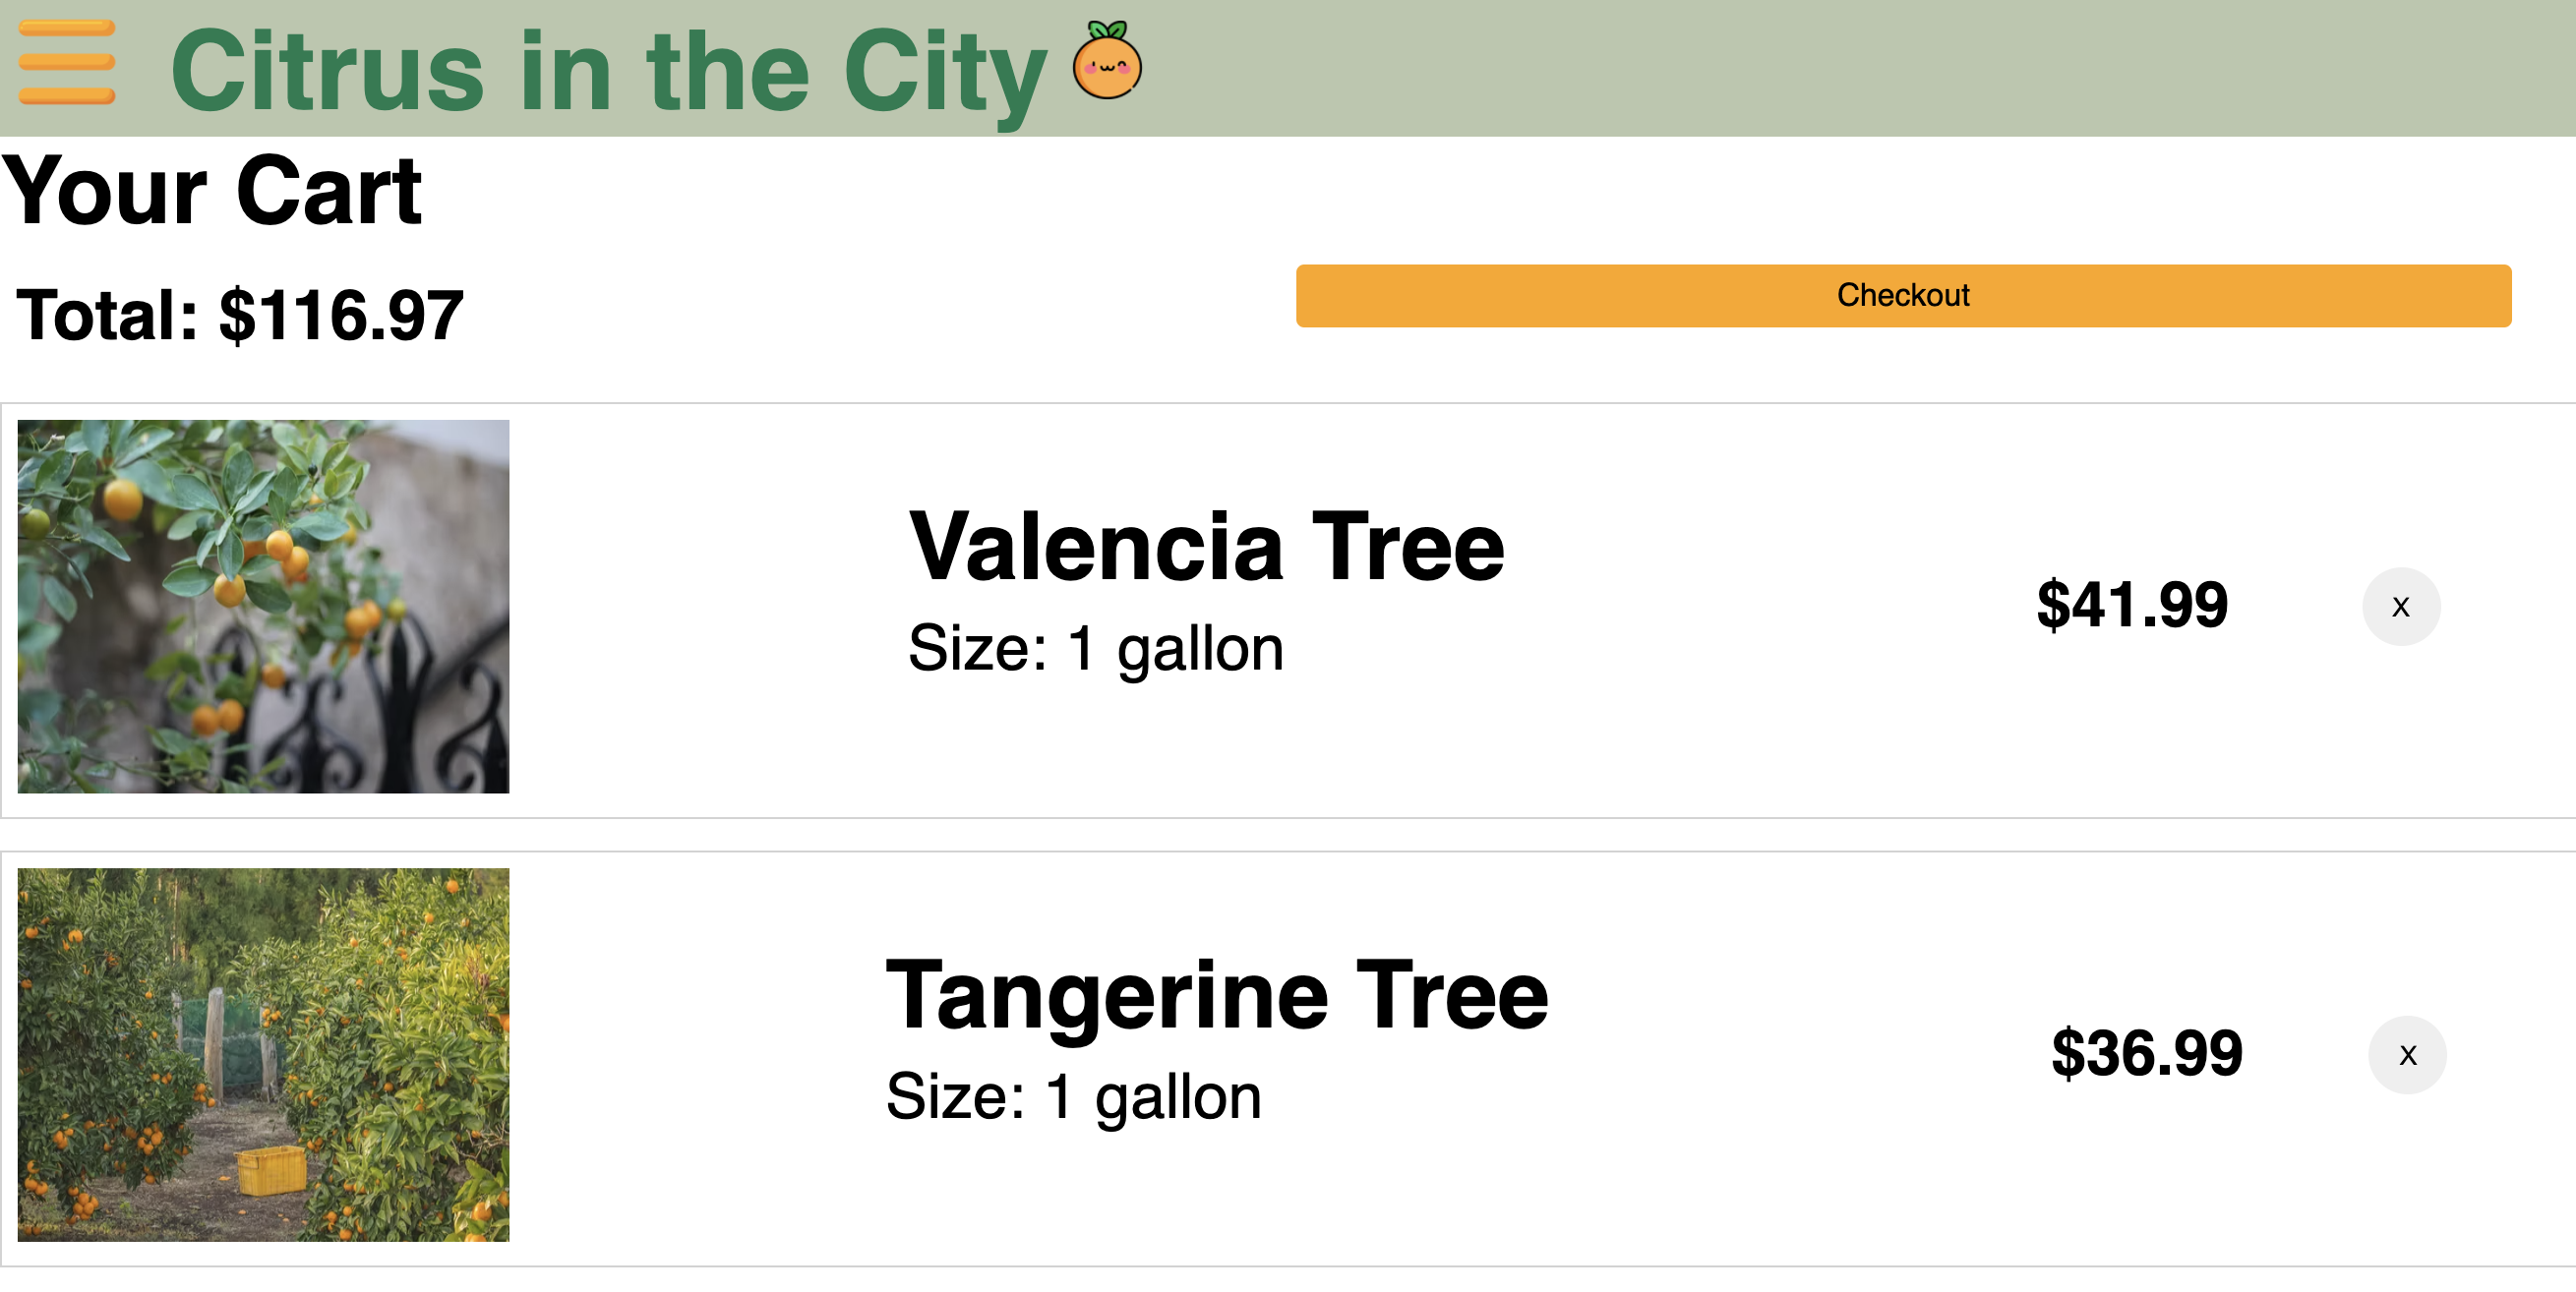 Citrus in the City
Your Cart
Total: $116.97
Checkout
Valencia Tree
Size: 1 gallon
$41.99
x
Tangerine Tree
Size: 1 gallon
$36.99
x